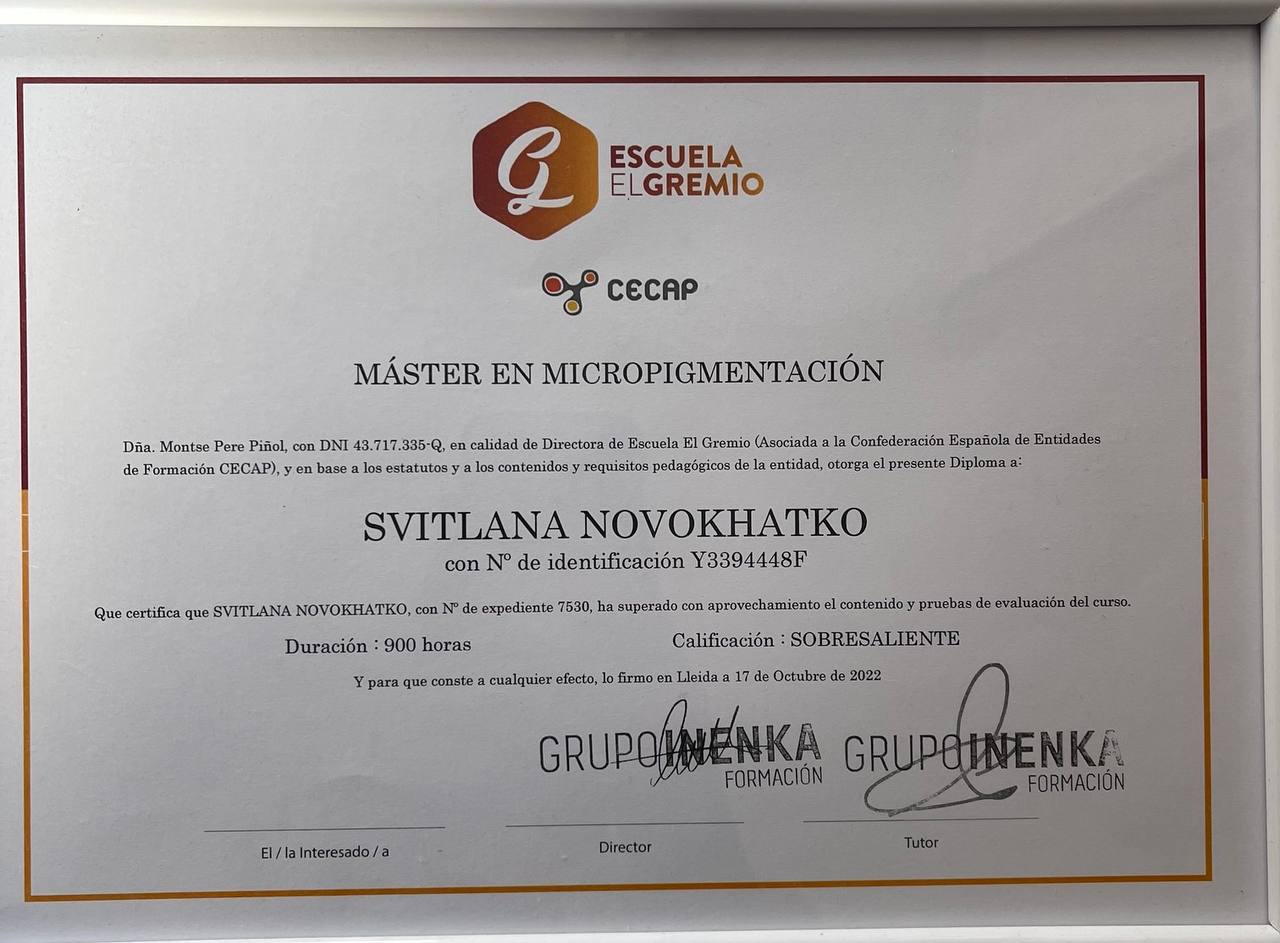 ESCUELA
ELGREMIO
CECAP
MÁSTER EN MICROPIGMENTACIÓN
Dña. Montse Pere Piñol, con DNI 43.717.335-Q, en calidad de Directora de Escuela El Gremio (Asociada a la Confederación Española de Entidades
de Formación CECAP), y en base a los estatutos y a los contenidos y requisitos pedagógicos de la entidad, otorga el presente Diploma a:
SVITLANA NOVOKHATKO
con Nº de identificación Y3394448F
Que certifica que SVITLANA NOVOKHATKO, con Nº de expediente 7530, ha superado con aprovechamiento el contenido y pruebas de evaluación del curso.
Duración : 900 horas Calificación : SOBRESALIENTE
Y para que conste a cualquier efecto, lo firmo en Lleida a 17 de Octubre de 2022
GRUPOINENKA GRUPOINENKA
FORMACIÓN FORMACIÓN
El / la Interesado / a Director Tutor